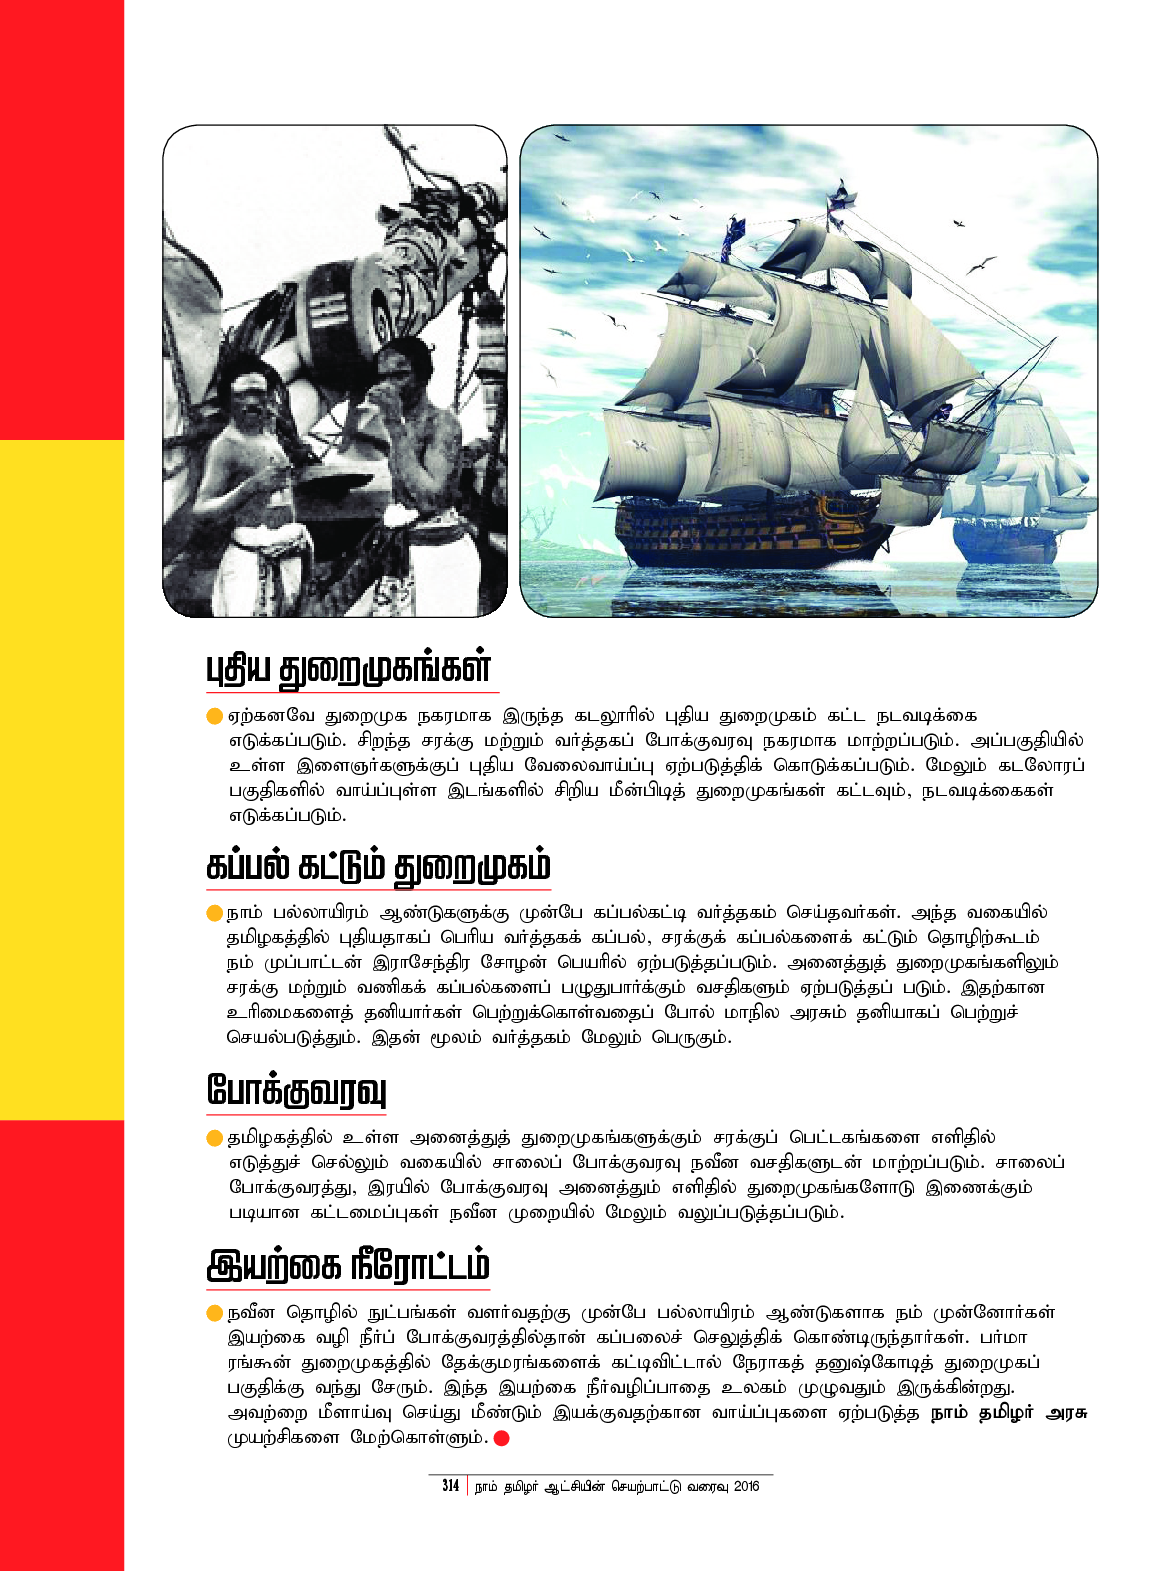 புதிய துறைமுகங்கள்
ஏற்கனவே துறைமுக நகரமாக இருந்த கடலூரில் புதிய துறைமுகம் கட்ட நடவடிக்கை
எடுக்கப்படும். சிறந்த சரக்கு மற்றும் வர்த்தகப் போக்குவரவு நகரமாக மாற்றப்படும். அப்பகுதியில்
உள்ள இளைஞர்களுக்குப் புதிய வேலைவாய்ப்பு ஏற்படுத்திக் கொடுக்கப்படும். மேலும் கடலோரப்
பகுதிகளில் வாய்ப்புள்ள இடங்களில் சிறிய மீன்பிடித் துறைமுகங்கள் கட்டவும், நடவடிக்கைகள்
எடுக்கப்படும்.
கப்பல் கட்டும் துறைமுகம்
நாம் பல்லாயிரம் ஆண்டுகளுக்கு முன்பே கப்பல்கட்டி வர்த்தகம் செய்தவர்கள். அந்த வகையில்
தமிழகத்தில் புதியதாகப் பெரிய வர்த்தகக் கப்பல், சரக்குக் கப்பல்களைக் கட்டும் தொழிற்கூடம்
நம் முப்பாட்டன் இராசேந்திர சோழன் பெயரில் ஏற்படுத்தப்படும். அனைத்துத் துறைமுகங்களிலும்
சரக்கு மற்றும் வணிகக் கப்பல்களைப் பழுதுபார்க்கும் வசதிகளும் ஏற்படுத்தப் படும். இதற்கான
உரிமைகளைத் தனியார்கள் பெற்றுக்கொள்வதைப் போல் மாநில அரசும் தனியாகப் பெற்றுச்
செயல்படுத்தும். இதன் மூலம் வர்த்தகம் மேலும் பெருகும்.
போக்குவரவு
தமிழகத்தில் உள்ள அனைத்துத் துறைமுகங்களுக்கும் சரக்குப் பெட்டகங்களை எளிதில்
எடுத்துச் செல்லும் வகையில் சாலைப் போக்குவரவு நவீன வசதிகளுடன் மாற்றப்படும். சாலைப்
போக்குவரத்து, இரயில் போக்குவரவு அனைத்தும் எளிதில் துறைமுகங்களோடு இணைக்கும்
படியான கட்டமைப்புகள் நவீன முறையில் மேலும் வலுப்படுத்தப்படும்.
இயற்கை நீரோட்டம்
நவீன தொழில் நுட்பங்கள் வளர்வதற்கு முன்பே பல்லாயிரம் ஆண்டுகளாக நம் முன்னோர்கள்
இயற்கை வழி நீர்ப் போக்குவரத்தில்தான் கப்பலைச் செலுத்திக் கொண்டிருந்தார்கள். பர்மா
ரங்கூன் துறைமுகத்தில் தேக்குமரங்களைக் கட்டிவிட்டால் நேராகத் தனுஷ்கோடித் துறைமுகப்
பகுதிக்கு வந்து சேரும். இந்த இயற்கை நீர்வழிப்பாதை உலகம் முழுவதும் இருக்கின்றது.
அவற்றை மீளாய்வு செய்து மீண்டும் இயக்குவதற்கான வாய்ப்புகளை ஏற்படுத்த நாம் தமிழர் அரசு
முயற்சிகளை மேற்கொள்ளும்.
314 நாம் தமிழர் ஆட்சியின் செயற்பாட்டு வரைவு 2016